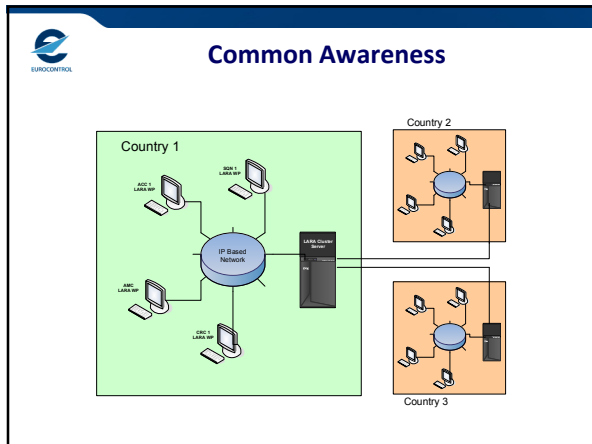 EUROCONTROL
Common Awareness
Country 1
SQN 1
LARA WP
ACC 1
LARA WP
LARA Cluster
Server
IP Based
Network
AMC
LARA WP
CRC 1
LARA WP
Country 2
Country 3